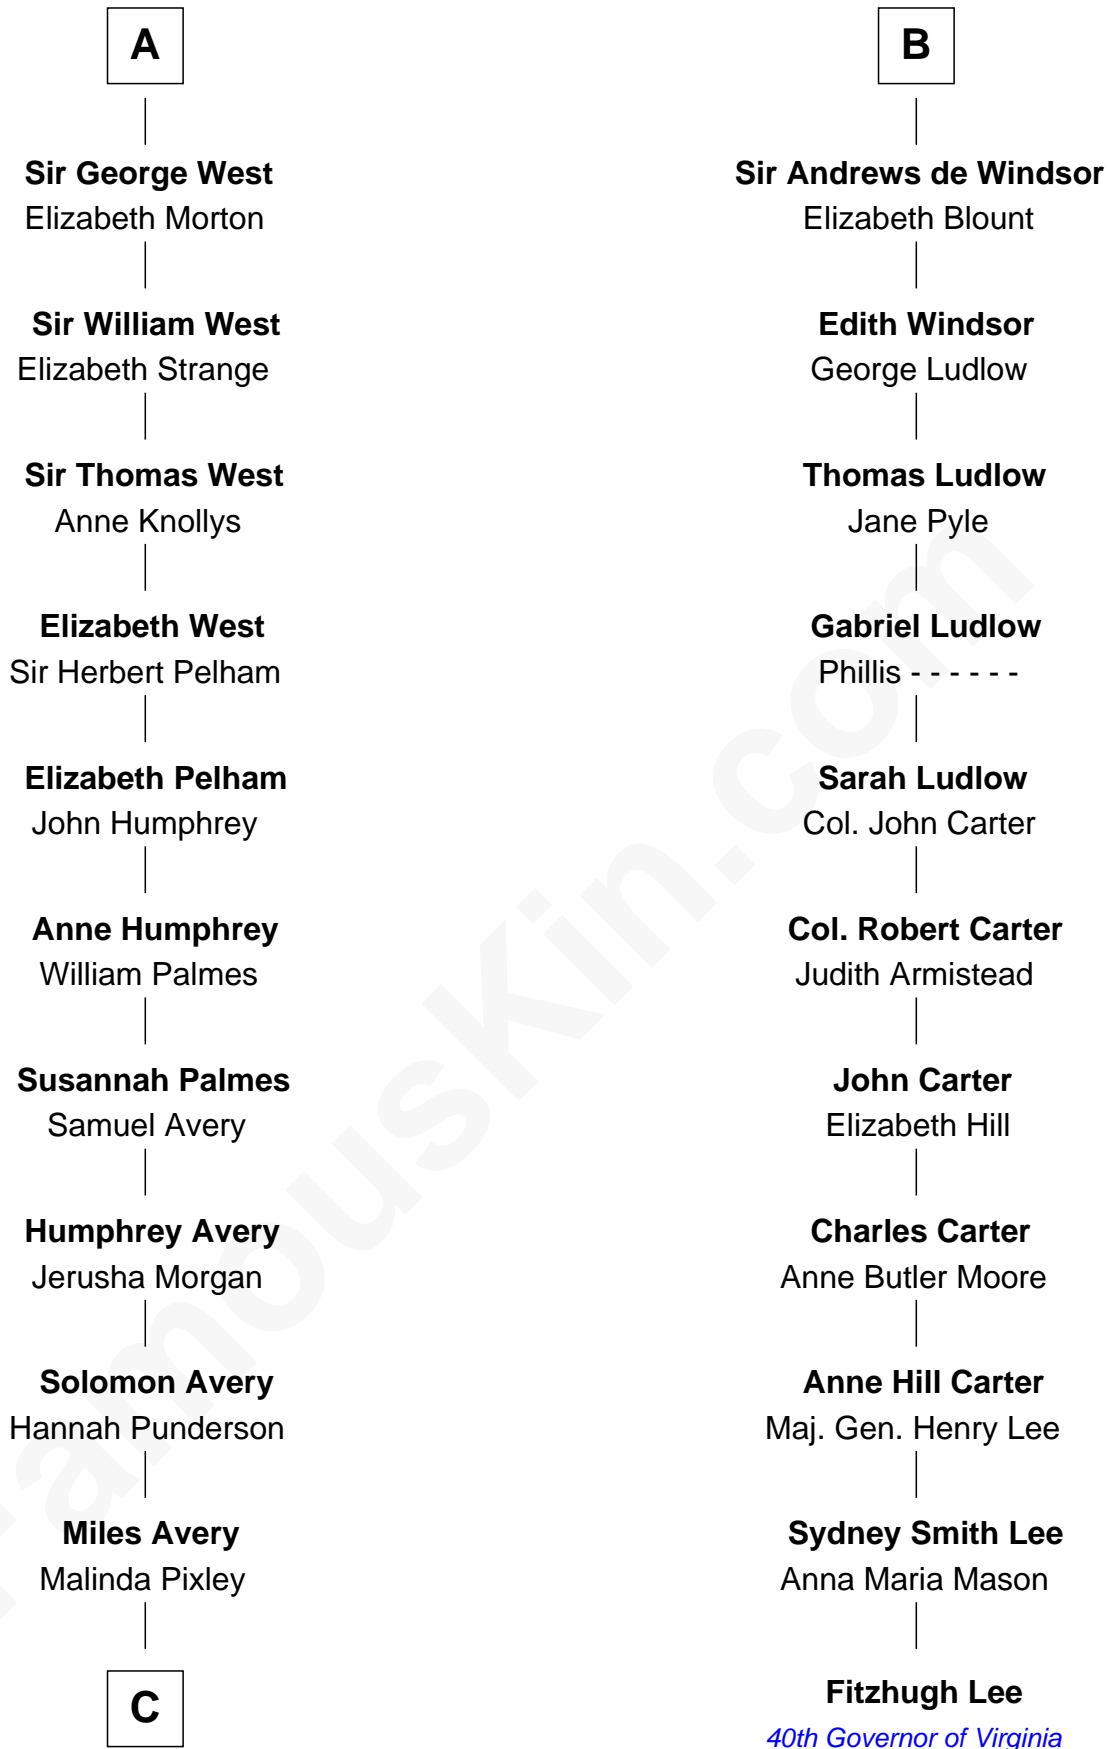 A
Sir George West
Elizabeth Morton
Sir William West
Elizabeth Strange
Sir Thomas West
Anne Knollys
Elizabeth West
Sir Herbert Pelham
Elizabeth Pelham
John Humphrey
Anne Humphrey
William Palmes
Susannah Palmes
Samuel Avery
Humphrey Avery
Jerusha Morgan
Solomon Avery
Hannah Punderson
Miles Avery
Malinda Pixley
C
B
Sir Andrews de Windsor
Elizabeth Blount
Edith Windsor
George Ludlow
Thomas Ludlow
Jane Pyle
Gabriel Ludlow
Phillis - - - - - -
Sarah Ludlow
Col. John Carter
Col. Robert Carter
Judith Armistead
John Carter
Elizabeth Hill
Charles Carter
Anne Butler Moore
Anne Hill Carter
Maj. Gen. Henry Lee
Sydney Smith Lee
Anna Maria Mason
Fitzhugh Lee
40th Governor of Virginia
FamousKin.com